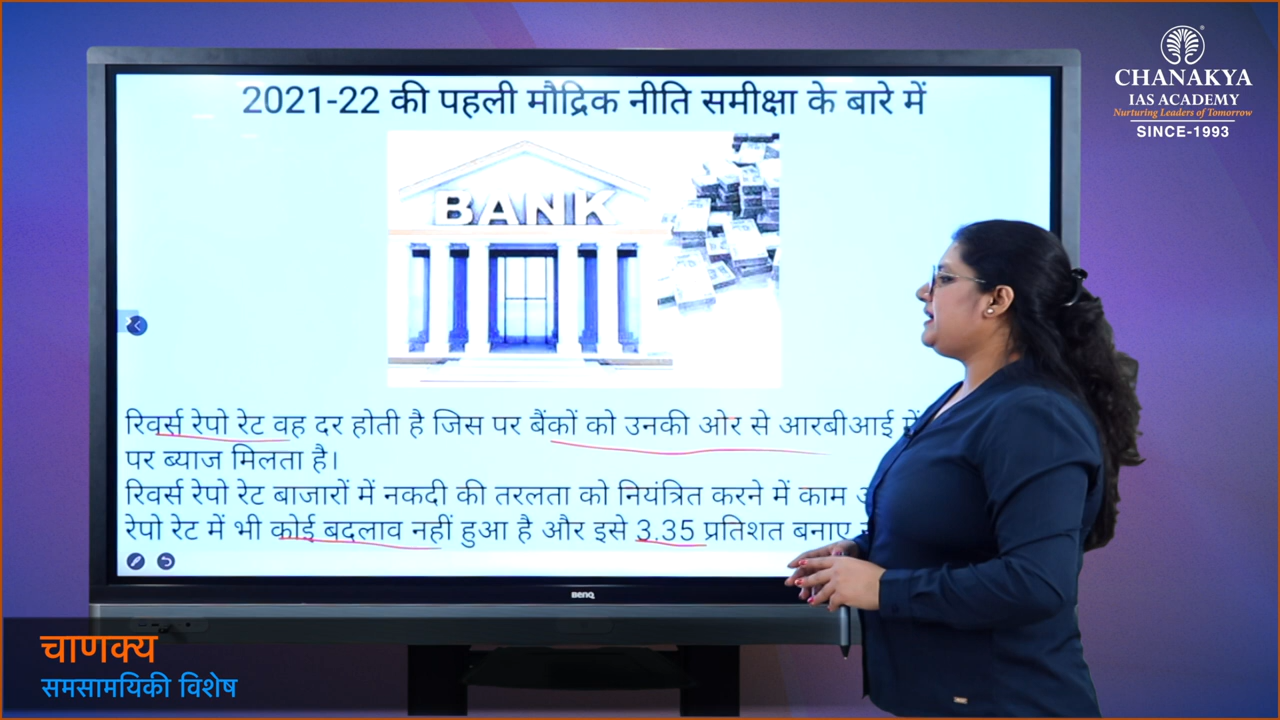 2021-22 की पहली मौद्रिक नीति समीक्षा के बारे में
BANK
रिवर्स रेपो रेट वह दर होती है जिस पर बैंकों को उनकी ओर से आरबीआई में
पर ब्याज मिलता है।
रिवर्स रेपो रेट बाजारों में नकदी की तरलता को नियंत्रित करने में काम
रेपो रेट में भी कोई बदलाव नहीं हुआ है और इसे 3.35 प्रतिशत बनाए
BenQ
CHANAKYA
IAS ACADEMY
Nurturing Leaders of Tomorrow
SINCE-1993
चाणक्य
समसामयिकी विशेष